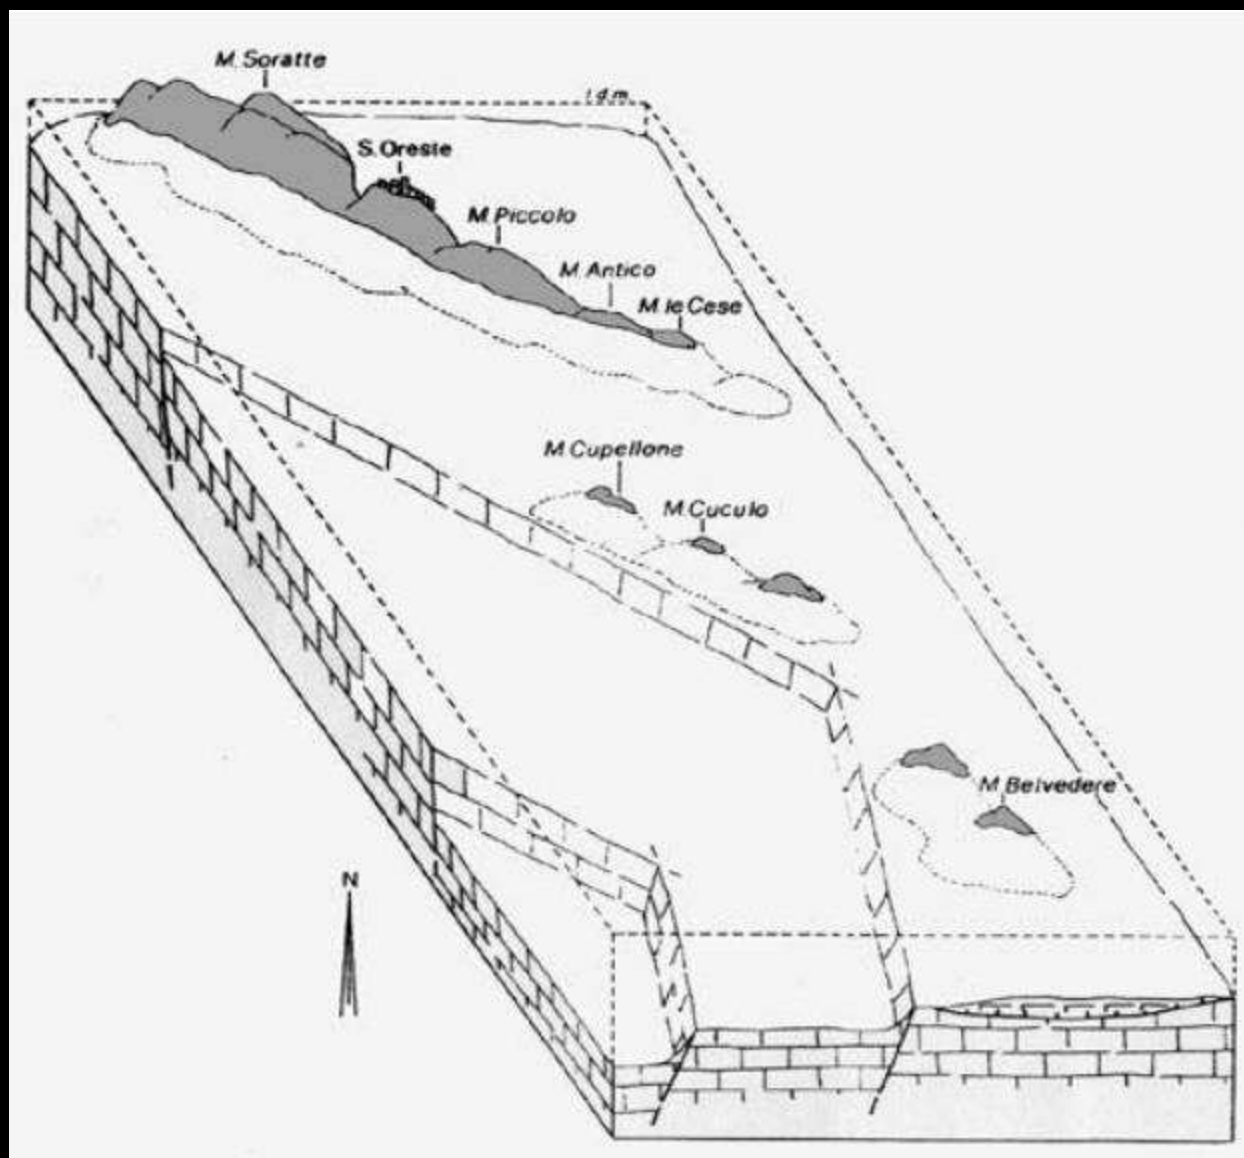 M. Soratte
l.d.m.
S. Oreste
M. Piccolo
M. Antico
M. le Cese
M. Cupellone
M. Cuculo
M. Belvedere
N